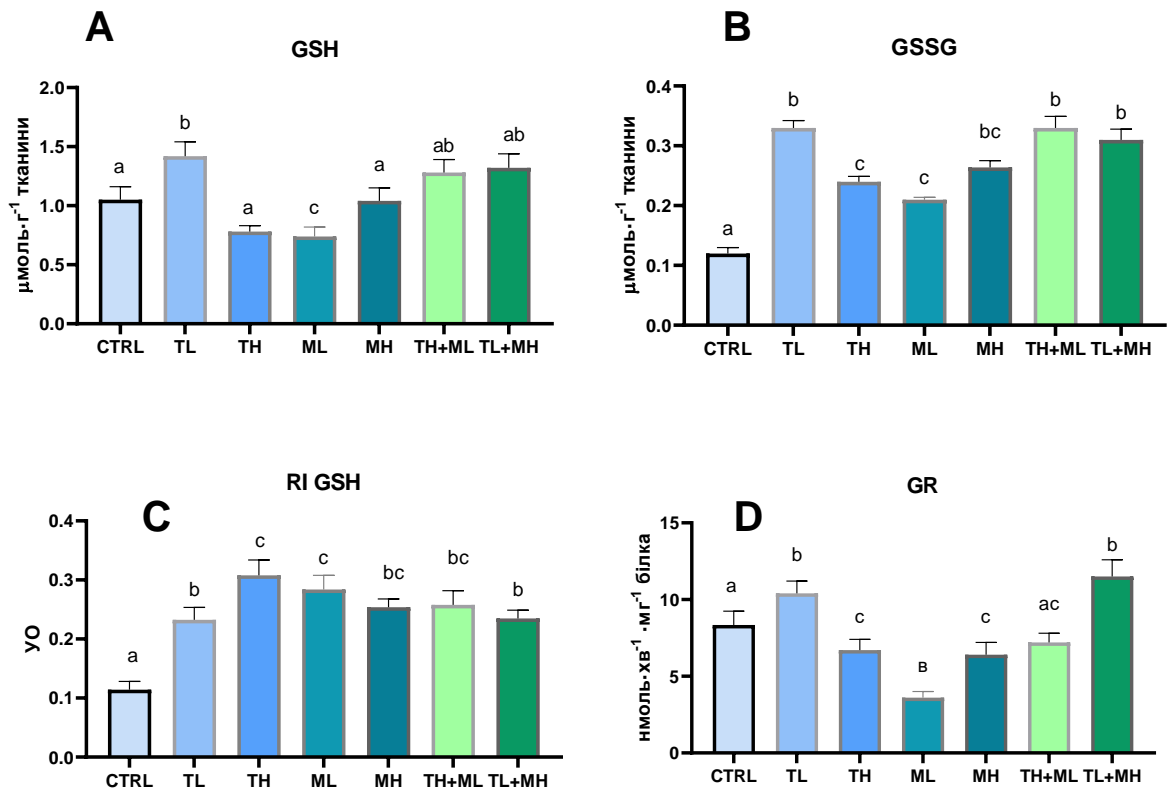 A
GSH
μмоль·г⁻¹ тканини
2.0
1.5
1.0
0.5
0.0
a
b
a
c
a
ab
ab
CTRL TL TH ML MH TH+ML TL+MH
B
GSSG
μмоль·г⁻¹ тканини
0.4
0.3
0.2
0.1
0.0
a
b
c
c
bc
b
b
CTRL TL TH ML MH TH+ML TL+MH
C
RI GSH
УО
0.4
0.3
0.2
0.1
0.0
a
b
c
c
bc
bc
b
CTRL TL TH ML MH TH+ML TL+MH
D
GR
нмоль·хв⁻¹ ·мг⁻¹ білка
15
10
5
0
a
b
c
в
c
ac
b
CTRL TL TH ML MH TH+ML TL+MH